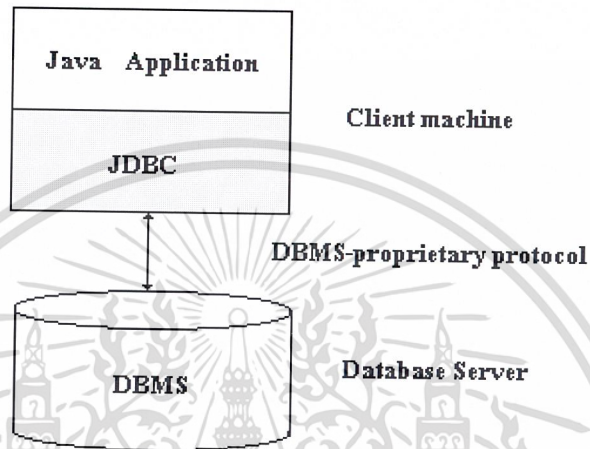 Java Application
Client machine
JDBC
DBMS-proprietary protocol
DBMS
Database Server